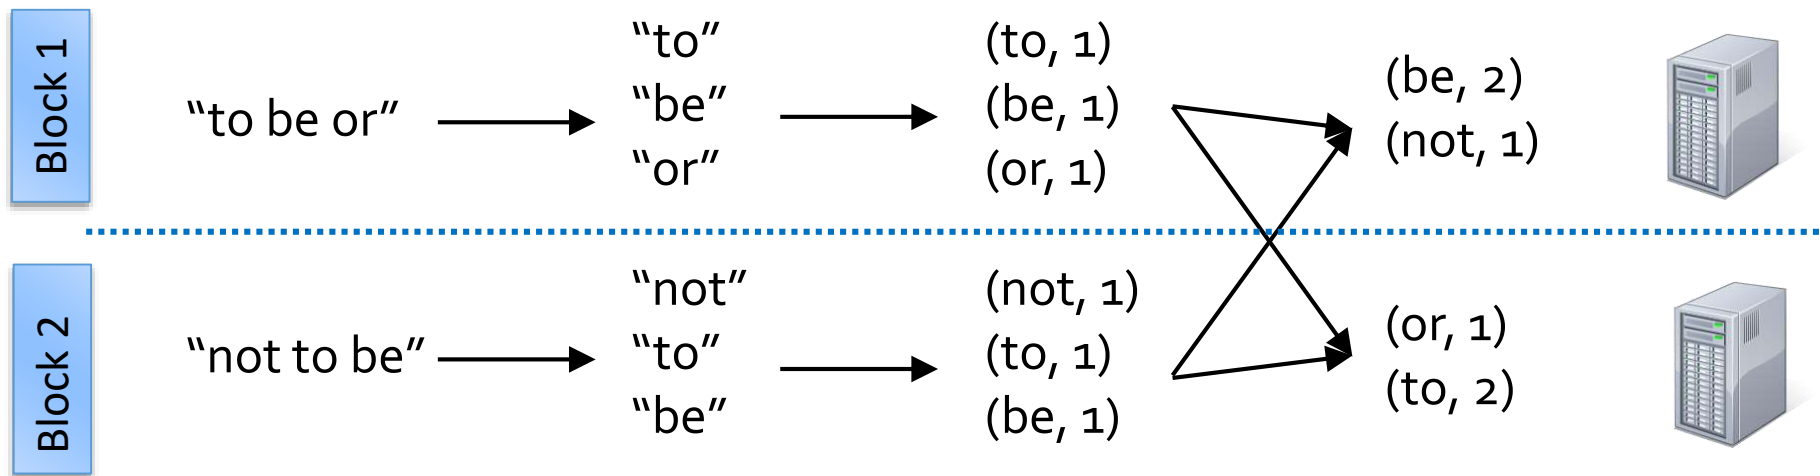 Block 1
“to be or”
“to”
“be”
“or”
(to, 1)
(be, 1)
(or, 1)
(be, 2)
(not, 1)
Block 2
“not to be”
“not”
“to”
“be”
(not, 1)
(to, 1)
(be, 1)
(or, 1)
(to, 2)